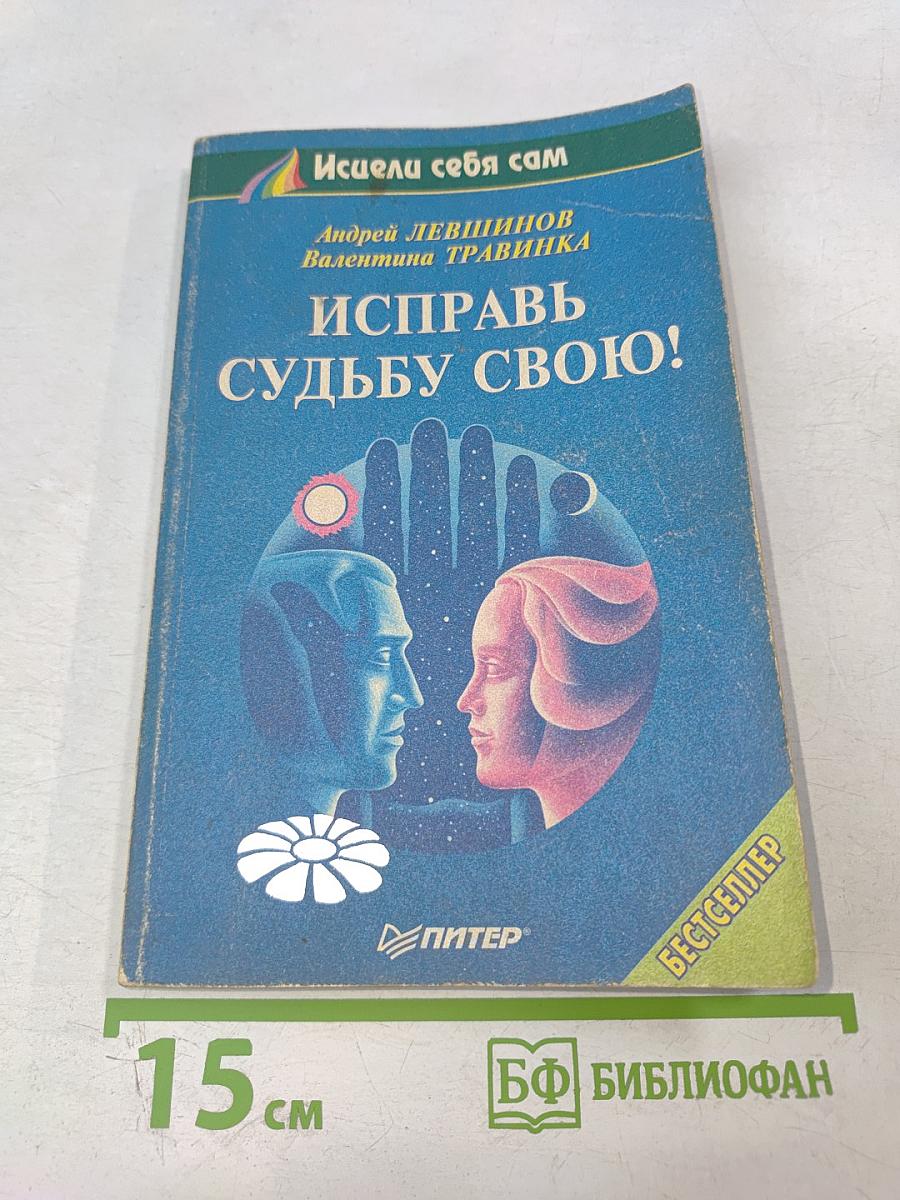 Исцели себя сам
Андрей ЛЕВШИНОВ
Валентина ТРАВИНКА
ИСПРАВЬ
СУДЬБУ СВОЮ!
ПИТЕР®
БЕСТСЕЛЛЕР
15 см
БФ БИБЛИОФАН